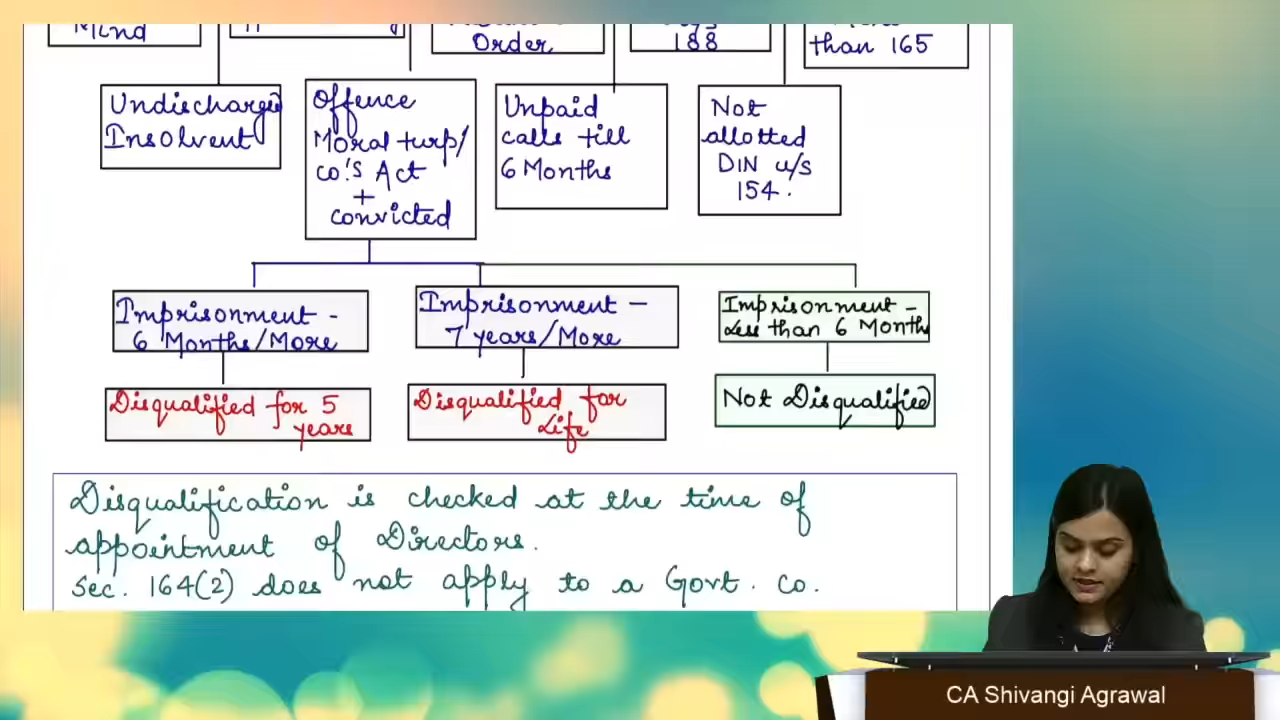 Mind
Order
188
than 165
Undischarged
Insolvent
Offence
Moral turp/
co.'s Act
+
convicted
Unpaid
calls till
6 Months
Not
allotted
DIN u/s
154.
Imprisonment -
6 Months/More
Imprisonment -
7 years/More
Imprisonment -
Less than 6 Months
Disqualified for 5
years
Disqualified for
Life
Not Disqualified
Disqualification is checked at the time of
appointment of Directors.
Sec. 164(2) does not apply to a Govt. co.
CA Shivangi Agrawal